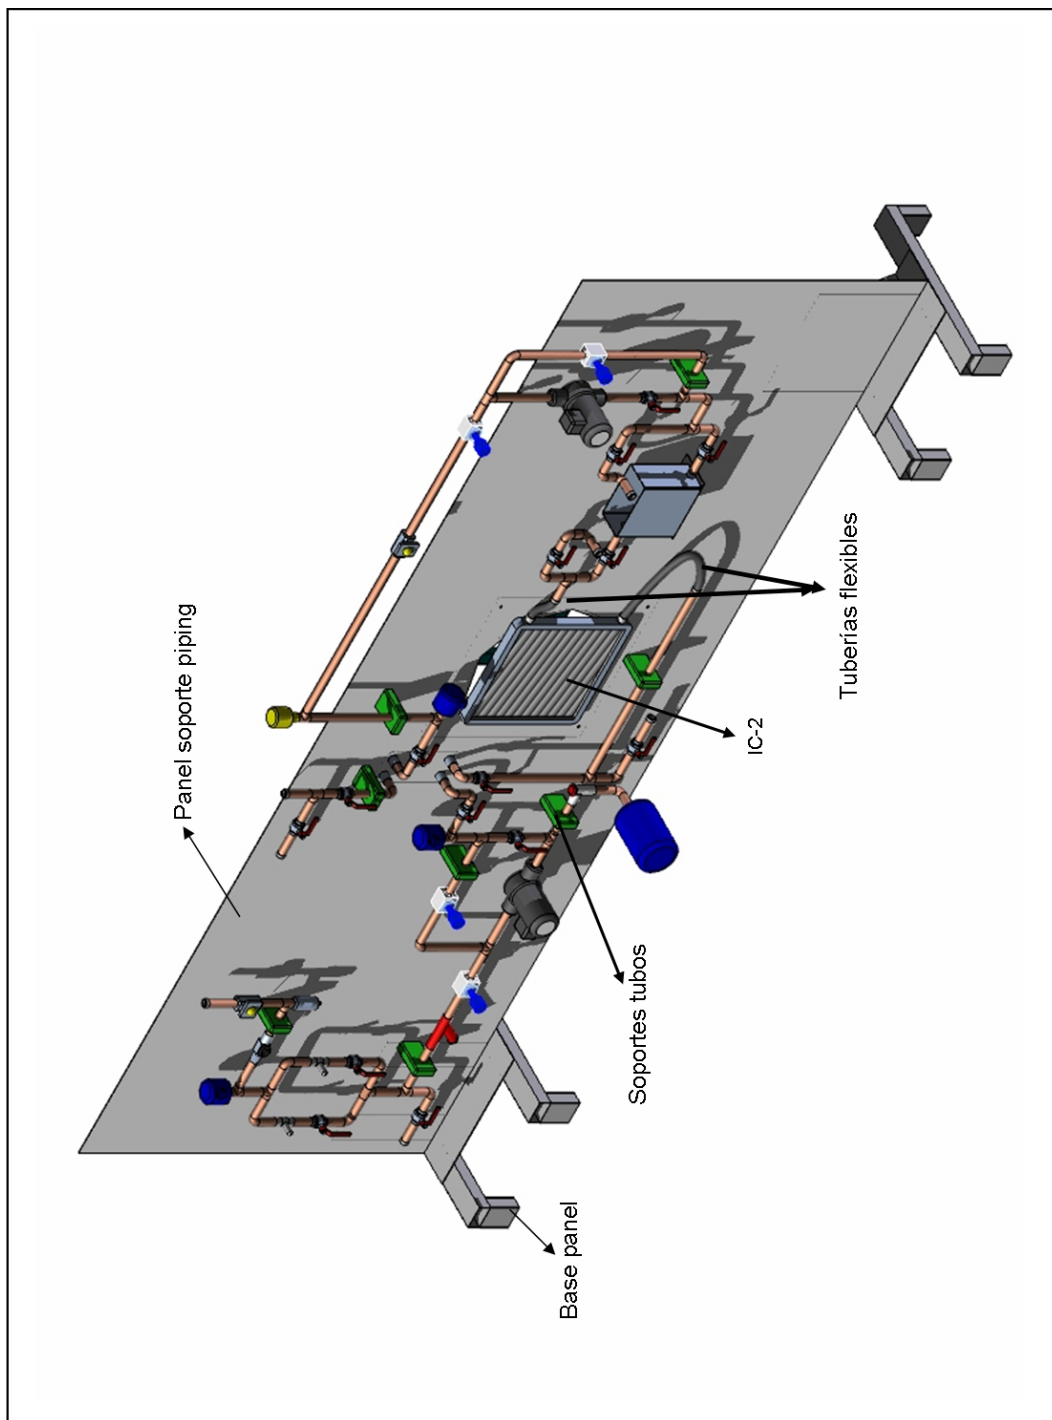 Panel soporte piping
Tuberías flexibles
IC-2
Soportes tubos
Base panel